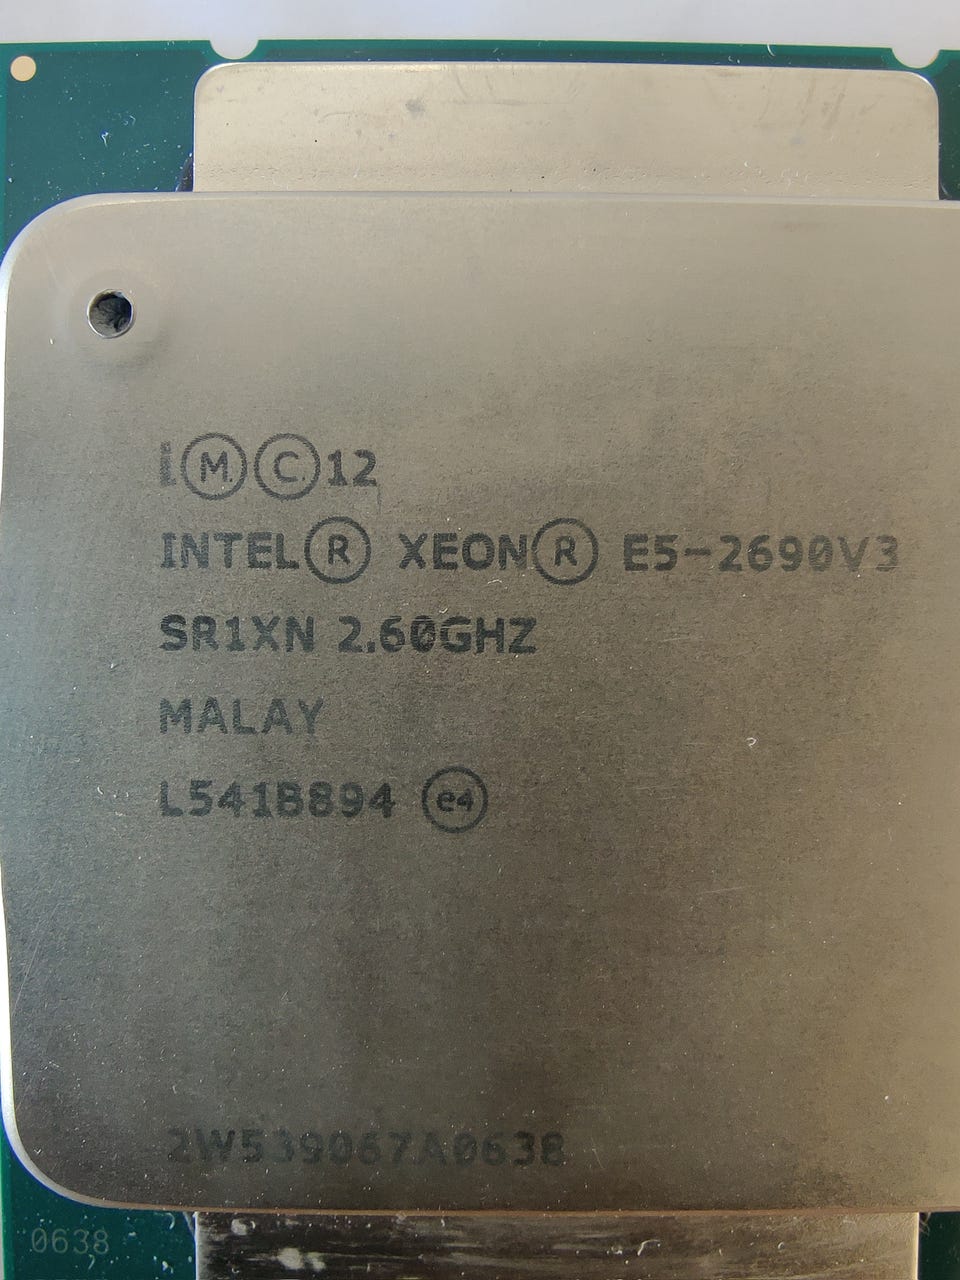 i Ⓜ Ⓒ 12
INTEL® XEON® E5-2690V3
SR1XN 2.60GHZ
MALAY
L541B894 e4
2W539067A0638
0638